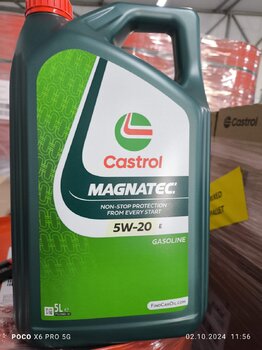 Castrol
MAGNATEC
NON-STOP PROTECTION
FROM EVERY START
5W-20 E
GASOLINE
5L e
FINDCAROIL.COM
Castrol
POCO X6 PRO 5G
02.10.2024 11:56